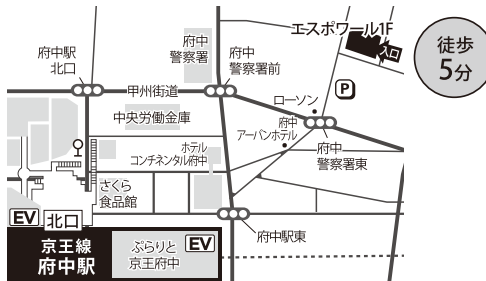 エスポワール1F
入口
徒歩
5分
府中
警察署
府中駅
北口
府中
警察署前
甲州街道
P
ローソン
中央労働金庫
府中
アーバンホテル
ホテル
コンチネンタル府中
府中
警察署東
さくら
食品館
EV
北口
府中駅東
京王線
府中駅
ぷらりと
京王府中
EV